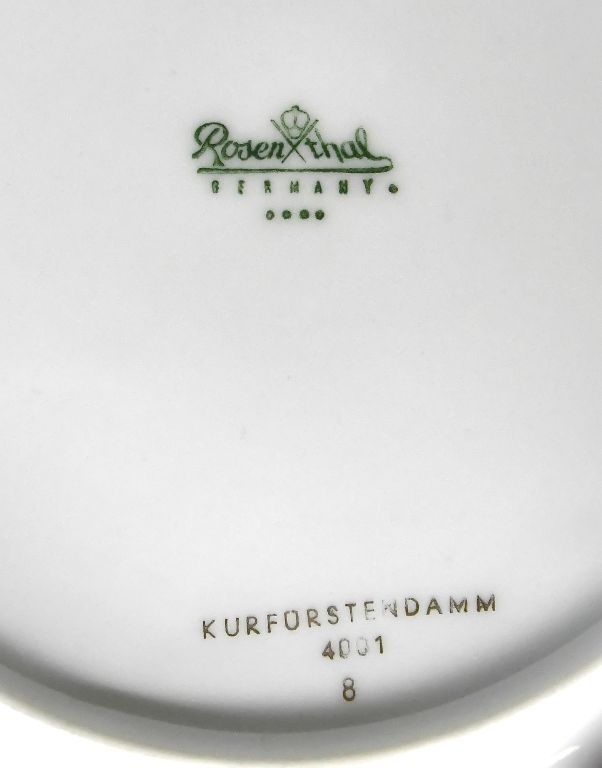 Rosenthal
GERMANY
KURFÜRSTENDAMM
4001
8